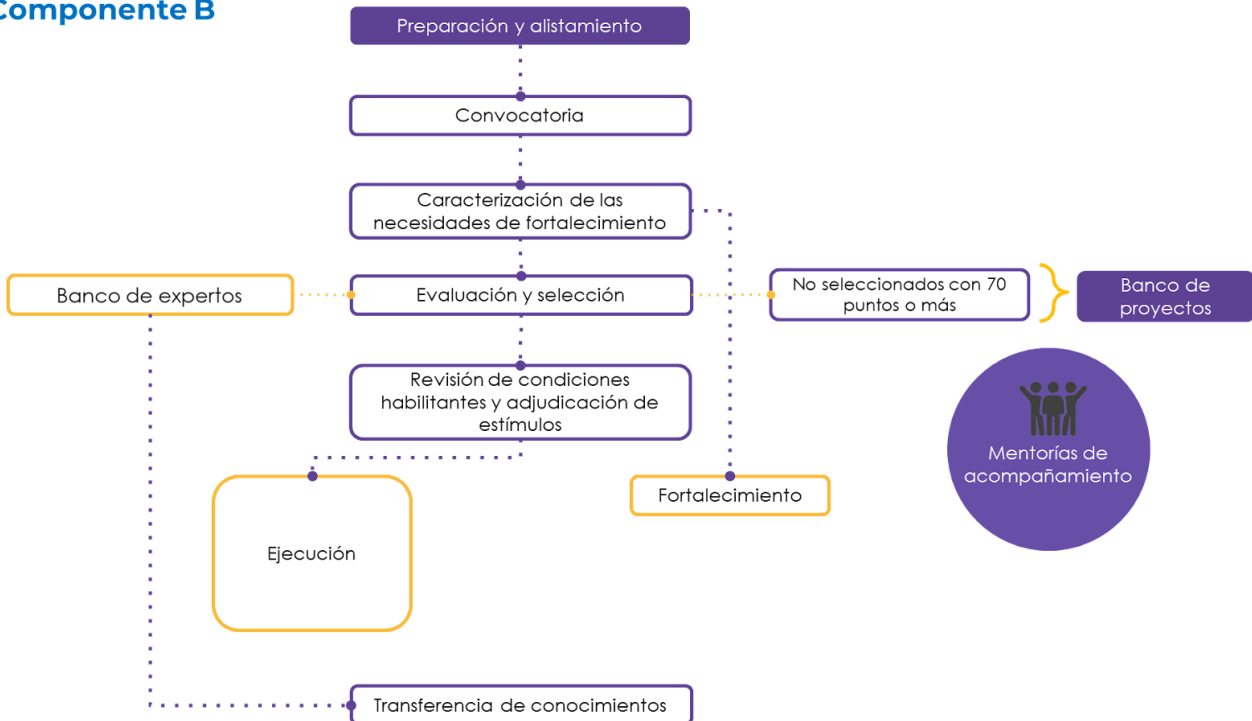 Componente B
Preparación y alistamiento
Convocatoria
Caracterización de las
necesidades de fortalecimiento
Banco de expertos
Evaluación y selección
No seleccionados con 70
puntos o más
Banco de
proyectos
Revisión de condiciones
habilitantes y adjudicación de
estímulos
Mentorías de
acompañamiento
Fortalecimiento
Ejecución
Transferencia de conocimientos